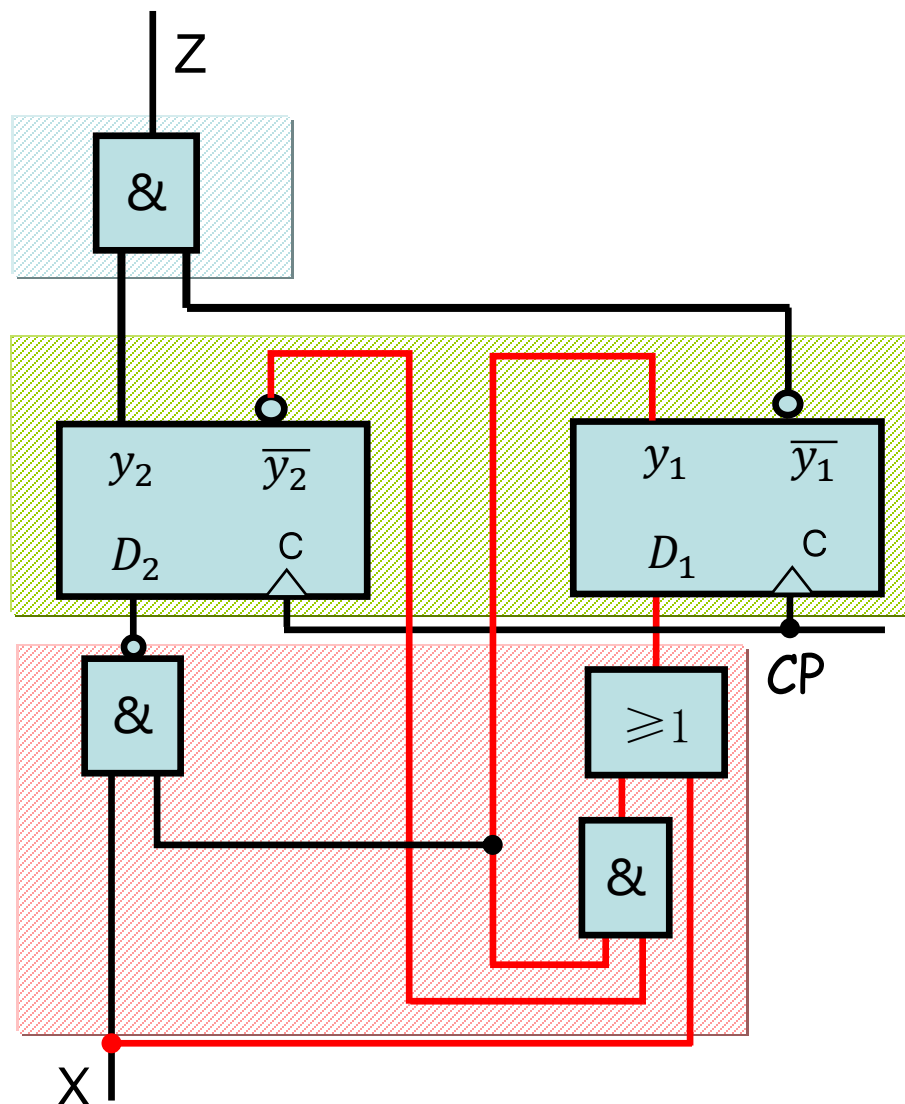 Z
&
y₂ y̅₂̅ y₁ y̅₁̅
D₂ C D₁ C
CP
& ≥1
&
X